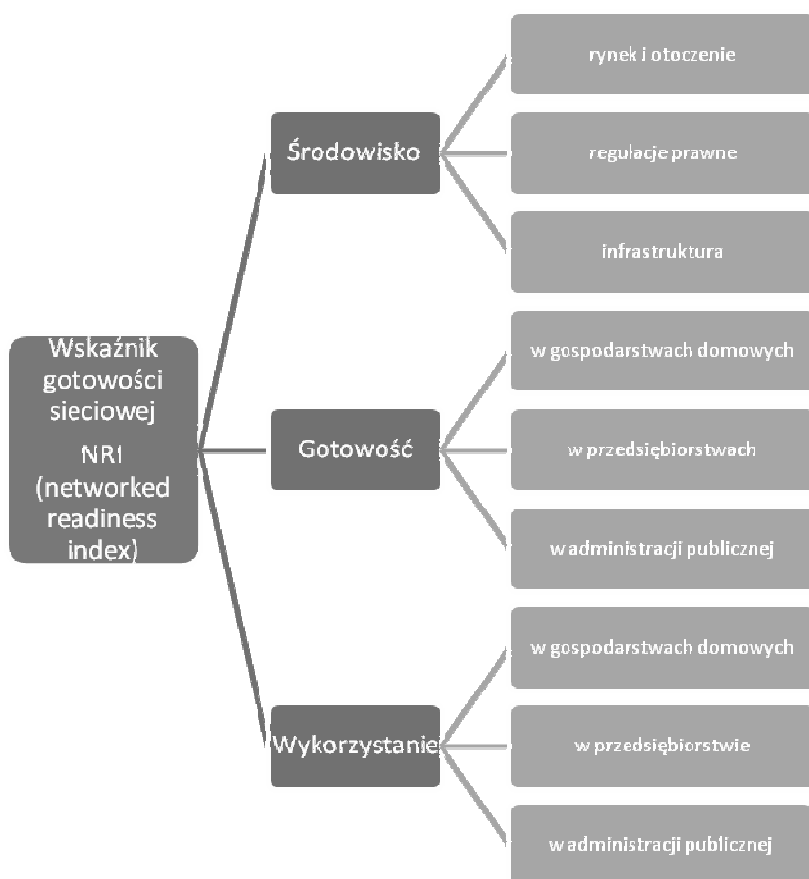 Wskaźnik
gotowości
sieciowej
NRI
(networked
readiness
index)
Środowisko
rynek i otoczenie
regulacje prawne
infrastruktura
Gotowość
w gospodarstwach domowych
w przedsiębiorstwach
w administracji publicznej
Wykorzystanie
w gospodarstwach domowych
w przedsiębiorstwie
w administracji publicznej